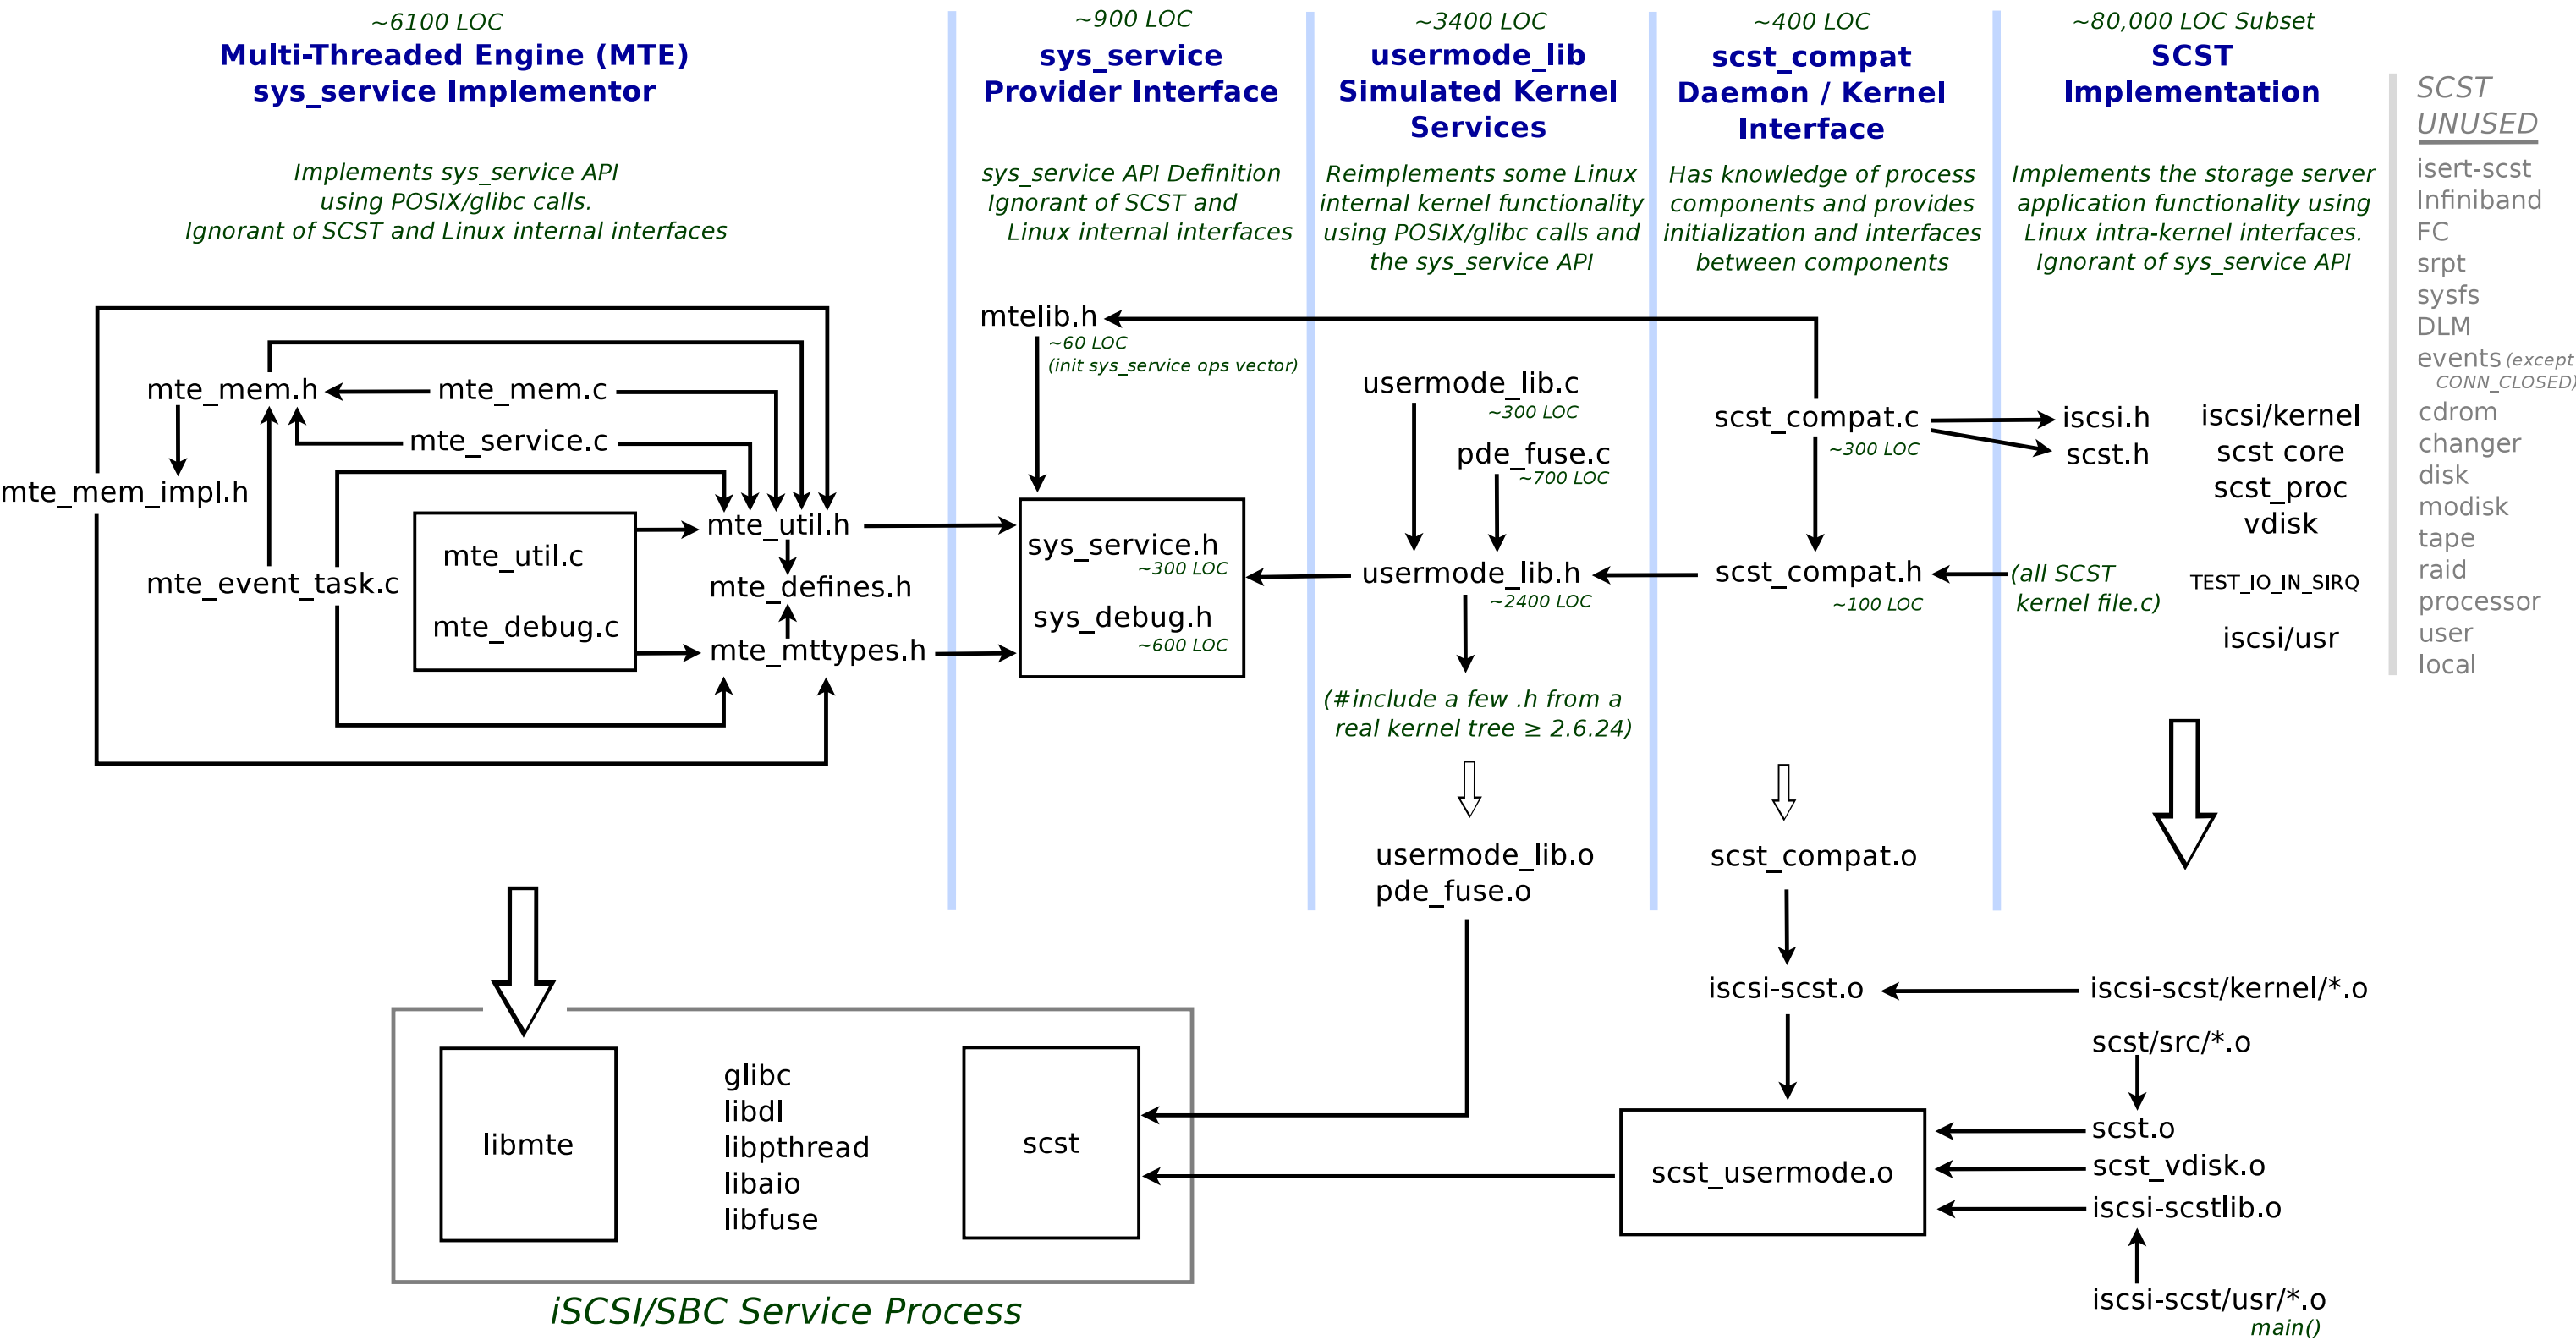 ~6100 LOC
Multi-Threaded Engine (MTE)
sys_service Implementor
Implements sys_service API
using POSIX/glibc calls.
Ignorant of SCST and Linux internal interfaces
~900 LOC
sys_service
Provider Interface
sys_service API Definition
Ignorant of SCST and
Linux internal interfaces
~3400 LOC
usermode_lib
Simulated Kernel
Services
Reimplements some Linux
internal kernel functionality
using POSIX/glibc calls and
the sys_service API
~400 LOC
scst_compat
Daemon / Kernel
Interface
Has knowledge of process
components and provides
initialization and interfaces
between components
~80,000 LOC Subset
SCST
Implementation
Implements the storage server
application functionality using
Linux intra-kernel interfaces.
Ignorant of sys_service API
SCST
UNUSED
isert-scst
Infiniband
FC
srpt
sysfs
DLM
events (except
CONN_CLOSED)
cdrom
changer
disk
modisk
tape
raid
processor
user
local
mte_mem.h
mte_mem.c
mte_service.c
mte_mem_impl.h
mte_util.h
mte_util.c
mte_event_task.c
mte_defines.h
mte_debug.c
mte_mttypes.h
mtelib.h
~60 LOC
(init sys_service ops vector)
sys_service.h
~300 LOC
sys_debug.h
~600 LOC
usermode_lib.c
~300 LOC
pde_fuse.c
~700 LOC
usermode_lib.h
~2400 LOC
(#include a few .h from a
real kernel tree ≥ 2.6.24)
usermode_lib.o
pde_fuse.o
scst_compat.c
~300 LOC
scst_compat.h
~100 LOC
scst_compat.o
iscsi.h
scst.h
(all SCST
kernel file.c)
iscsi/kernel
scst core
scst_proc
vdisk
TEST_IO_IN_SIRQ
iscsi/usr
iscsi-scst.o
iscsi-scst/kernel/*.o
scst/src/*.o
scst.o
scst_vdisk.o
iscsi-scstlib.o
iscsi-scst/usr/*.o
main()
scst_usermode.o
libmte
glibc
libdl
libpthread
libaio
libfuse
scst
iSCSI/SBC Service Process